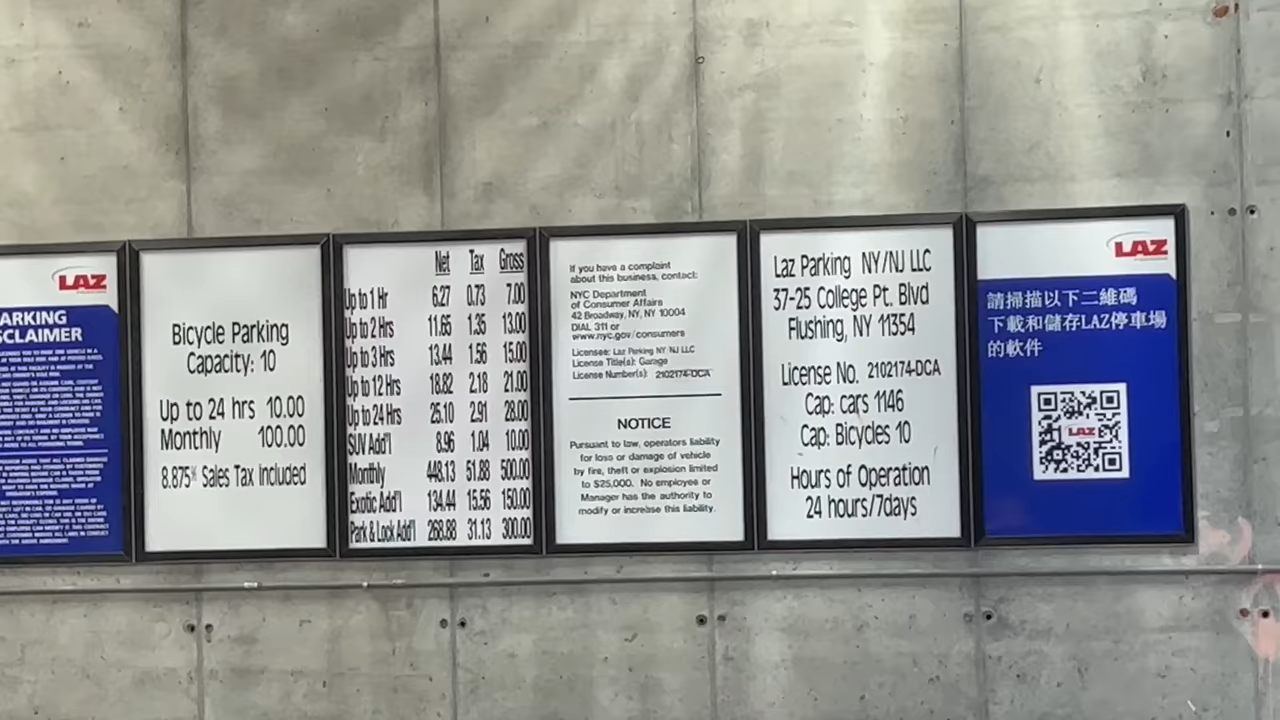 LAZ
ARKING
SCLAIMER
Bicycle Parking
Capacity: 10
Up to 24 hrs 10.00
Monthly 100.00
8.875% Sales Tax Included
Net Tax Gross
Up to 1 Hr 6.27 0.73 7.00
Up to 2 Hrs 11.65 1.35 13.00
Up to 3 Hrs 13.44 1.56 15.00
Up to 12 Hrs 18.82 2.18 21.00
Up to 24 Hrs 25.10 2.91 28.00
SUV Add'l 8.96 1.04 10.00
Monthly 448.13 51.88 500.00
Exotic Add'l 134.44 15.56 150.00
Park & Lock Add'l 268.88 31.13 300.00
If you have a complaint
about this business, contact:
NYC Department
of Consumer Affairs
42 Broadway, NY, NY 10004
DIAL 311 or
www.nyc.gov/consumers
Licensee: Laz Parking NY NJ LLC
License Title(s): Garage
License Number(s): 2102174-DCA
NOTICE
Pursuant to law, operators liability
for loss or damage of vehicle
by fire, theft or explosion limited
to $25,000. No employee or
Manager has the authority to
modify or increase this liability.
Laz Parking NY/NJ LLC
37-25 College Pt. Blvd
Flushing, NY 11354
License No. 2102174-DCA
Cap: cars 1146
Cap: Bicycles 10
Hours of Operation
24 hours/7days
LAZ
請掃描以下二維碼
下載和儲存LAZ停車場
的軟件
LAZ